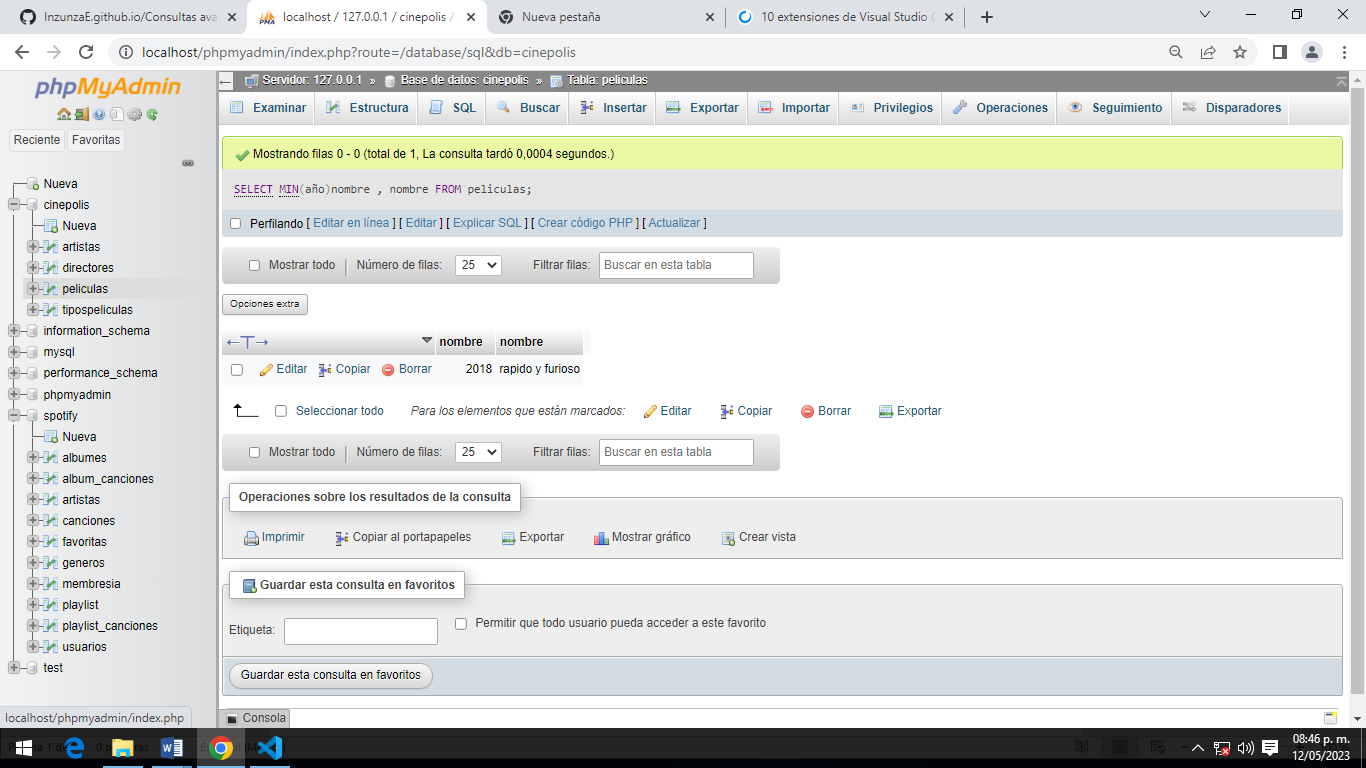 InzunzaE.github.io/Consultas ava
localhost / 127.0.0.1 / cinepolis /
Nueva pestaña
10 extensiones de Visual Studio C
localhost/phpmyadmin/index.php?route=/database/sql&db=cinepolis
phpMyAdmin
Reciente
Favoritas
Nueva
cinepolis
Nueva
artistas
directores
peliculas
tipospeliculas
information_schema
mysql
performance_schema
phpmyadmin
spotify
Nueva
albumes
album_canciones
artistas
canciones
favoritas
generos
membresia
playlist
playlist_canciones
usuarios
test
localhost/phpmyadmin/index.php
Servidor: 127.0.0.1 » Base de datos: cinepolis » Tabla: peliculas
Examinar Estructura SQL Buscar Insertar Exportar Importar Privilegios Operaciones Seguimiento Disparadores
Mostrando filas 0 - 0 (total de 1, La consulta tardó 0,0004 segundos.)
SELECT MIN(año)nombre , nombre FROM peliculas;
Perfilando [ Editar en línea ] [ Editar ] [ Explicar SQL ] [ Crear código PHP ] [ Actualizar ]
Mostrar todo | Número de filas: 25 Filtrar filas: Buscar en esta tabla
Opciones extra
←T→ nombre nombre
Editar Copiar Borrar 2018 rapido y furioso
Seleccionar todo Para los elementos que están marcados: Editar Copiar Borrar Exportar
Mostrar todo | Número de filas: 25 Filtrar filas: Buscar en esta tabla
Operaciones sobre los resultados de la consulta
Imprimir Copiar al portapapeles Exportar Mostrar gráfico Crear vista
Guardar esta consulta en favoritos
Etiqueta: Permitir que todo usuario pueda acceder a este favorito
Guardar esta consulta en favoritos
Consola
08:46 p. m.
12/05/2023